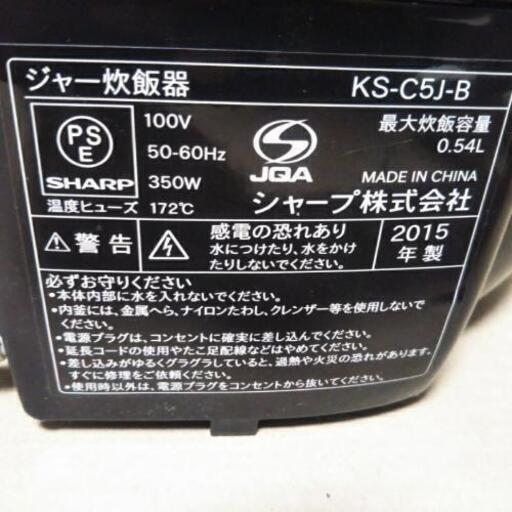 ジャー炊飯器 KS-C5J-B
PSE
SHARP
100V
50-60Hz
350W
JQA
最大炊飯容量
0.54L
MADE IN CHINA
温度ヒューズ 172℃
シャープ株式会社
警告
感電の恐れあり
水につけたり、水をかけ
たりしないでください
2015
年製
必ずお守りください
•本体内部に水を入れないでください。
•内釜には、金属へら、ナイロンたわし、クレンザー等を使用しないで
ください。
•電源プラグは、コンセントに確実に差し込んでください。
•延長コードの使用やたこ足配線などはやめてください。
•差し込みがゆるくグラグラしていると、過熱や火災の恐れがあります。
すぐに修理をご依頼ください。
•使用時以外は、電源プラグをコンセントから抜いてください。